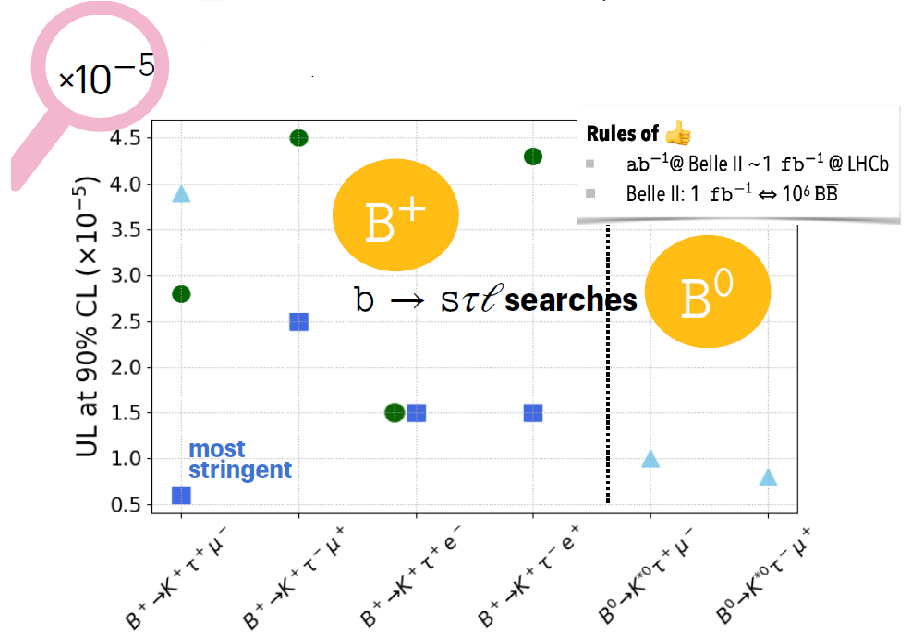 ×10⁻⁵
Rules of 👍
ab⁻¹@ Belle II ~1 fb⁻¹ @ LHCb
Belle II: 1 fb⁻¹ ⇔ 10⁶ BB̅
UL at 90% CL (×10⁻⁵)
4.5
4.0
3.5
3.0
2.5
2.0
1.5
1.0
0.5
B⁺
B⁰
b → sτℓ searches
most
stringent
B⁺→K⁺τ⁺μ⁻
B⁺→K⁺τ⁻μ⁺
B⁺→K⁺τ⁺e⁻
B⁺→K⁺τ⁻e⁺
B⁰→K*⁰τ⁺μ⁻
B⁰→K*⁰τ⁻μ⁺